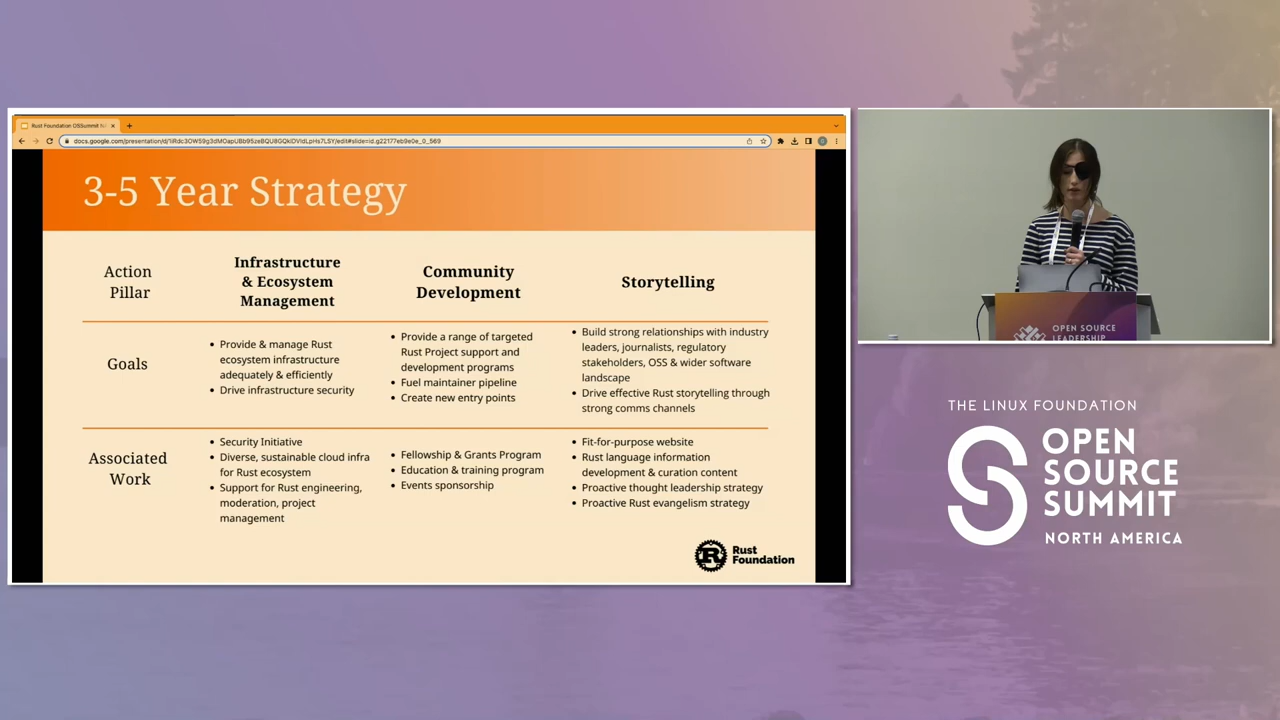 Rust Foundation OSSummit
3-5 Year Strategy
Action
Pillar
Infrastructure
& Ecosystem
Management
Community
Development
Storytelling
Goals
• Provide & manage Rust
ecosystem infrastructure
adequately & efficiently
• Drive infrastructure security
• Provide a range of targeted
Rust Project support and
development programs
• Fuel maintainer pipeline
• Create new entry points
• Build strong relationships with industry
leaders, journalists, regulatory
stakeholders, OSS & wider software
landscape
• Drive effective Rust storytelling through
strong comms channels
Associated
Work
• Security Initiative
• Diverse, sustainable cloud infra
for Rust ecosystem
• Support for Rust engineering,
moderation, project
management
• Fellowship & Grants Program
• Education & training program
• Events sponsorship
• Fit-for-purpose website
• Rust language information
development & curation content
• Proactive thought leadership strategy
• Proactive Rust evangelism strategy
R
Rust
Foundation
OPEN SOURCE
LEADERSHIP
THE LINUX FOUNDATION
OPEN
SOURCE
SUMMIT
NORTH AMERICA